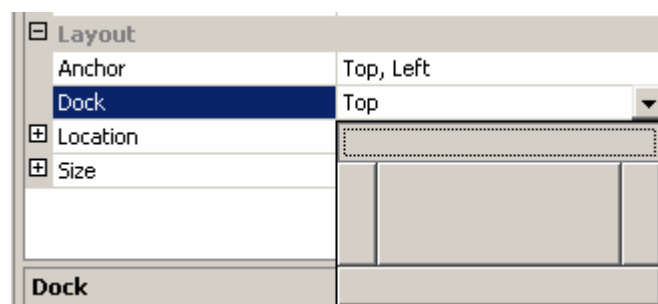 Layout
Anchor Top, Left
Dock Top
Location
Size
Dock